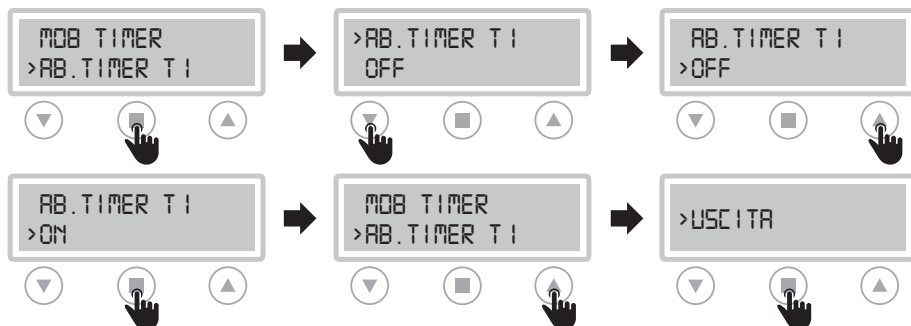 MOB TIMER
>AB.TIMER T1
>AB.TIMER T1
OFF
AB.TIMER T1
>OFF
AB.TIMER T1
>ON
MOB TIMER
>AB.TIMER T1
>USCITA